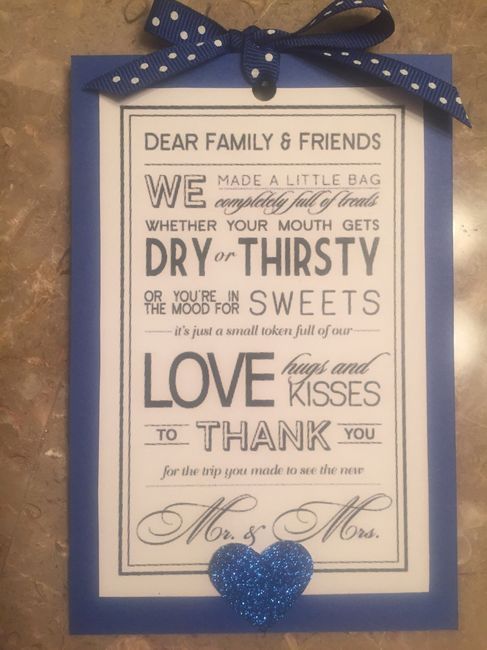 DEAR FAMILY & FRIENDS
WE MADE A LITTLE BAG
completely full of treats
WHETHER YOUR MOUTH GETS
DRY or THIRSTY
OR YOU'RE IN
THE MOOD FOR SWEETS
it's just a small token full of our
LOVE hugs and
KISSES
TO THANK YOU
for the trip you made to see the new
Mr. & Mrs.